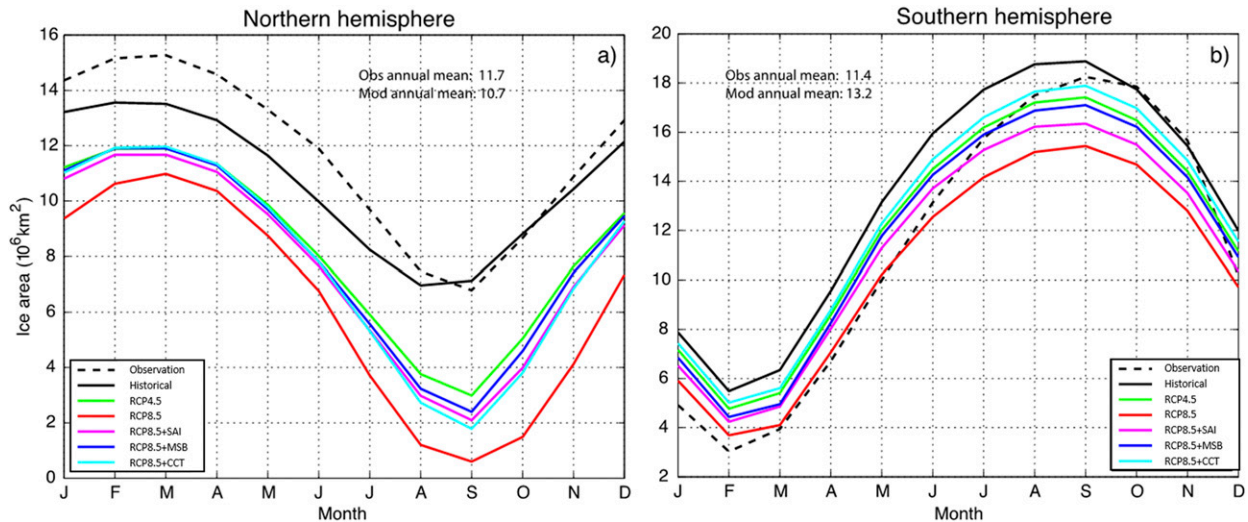 Northern hemisphere
a)
Obs annual mean: 11.7
Mod annual mean: 10.7
Ice area (10⁶km²)
16
14
12
10
8
6
4
2
0
Observation
Historical
RCP4.5
RCP8.5
RCP8.5+SAI
RCP8.5+MSB
RCP8.5+CCT
J F M A M J J A S O N D
Month
Southern hemisphere
b)
Obs annual mean: 11.4
Mod annual mean: 13.2
20
18
16
14
12
10
8
6
4
2
Observation
Historical
RCP4.5
RCP8.5
RCP8.5+SAI
RCP8.5+MSB
RCP8.5+CCT
J F M A M J J A S O N D
Month